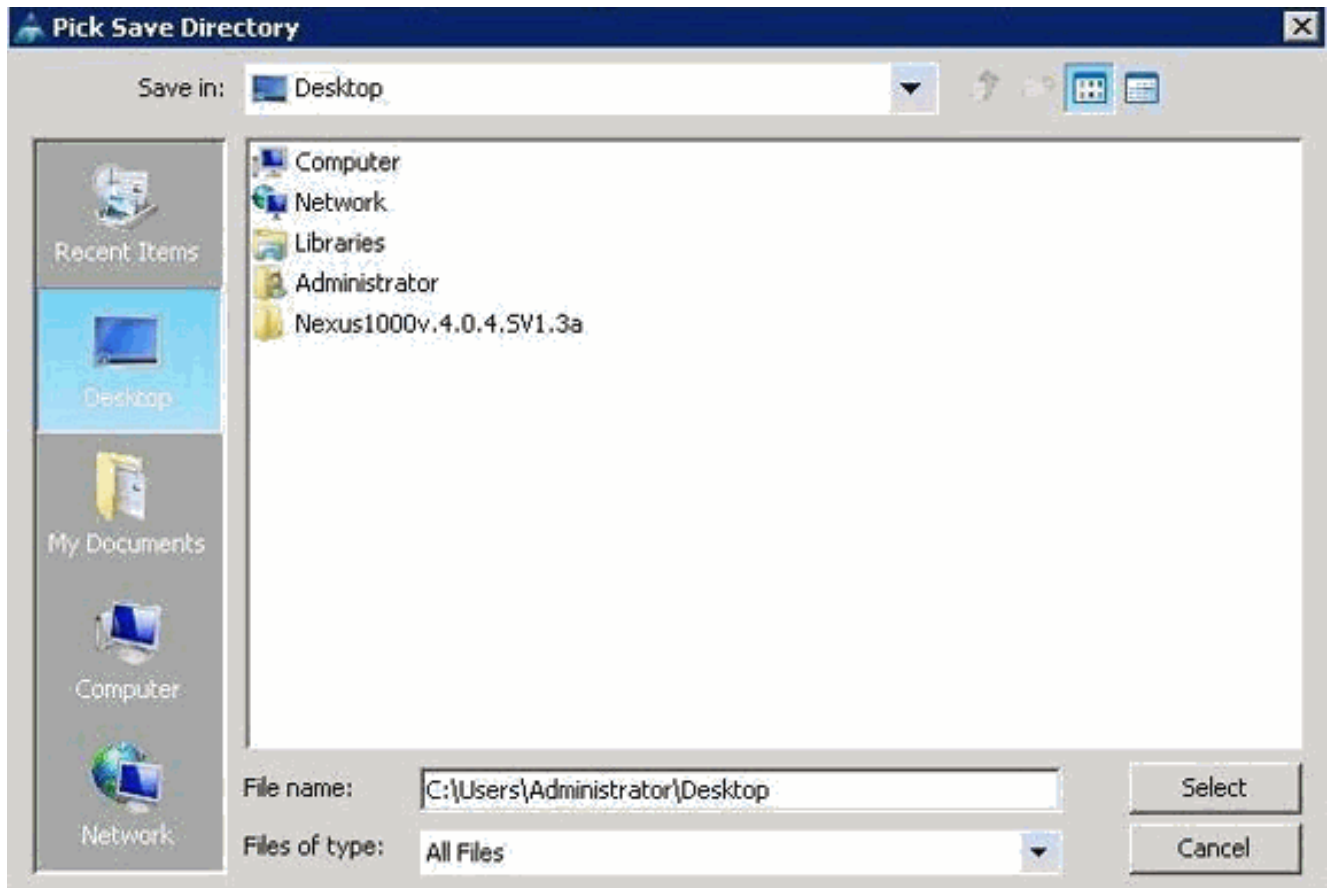 Pick Save Directory
Save in:
Desktop
Recent Items
Desktop
My Documents
Computer
Network
Computer
Network
Libraries
Administrator
Nexus1000v.4.0.4.SV1.3a
File name:
C:\Users\Administrator\Desktop
Select
Files of type:
All Files
Cancel